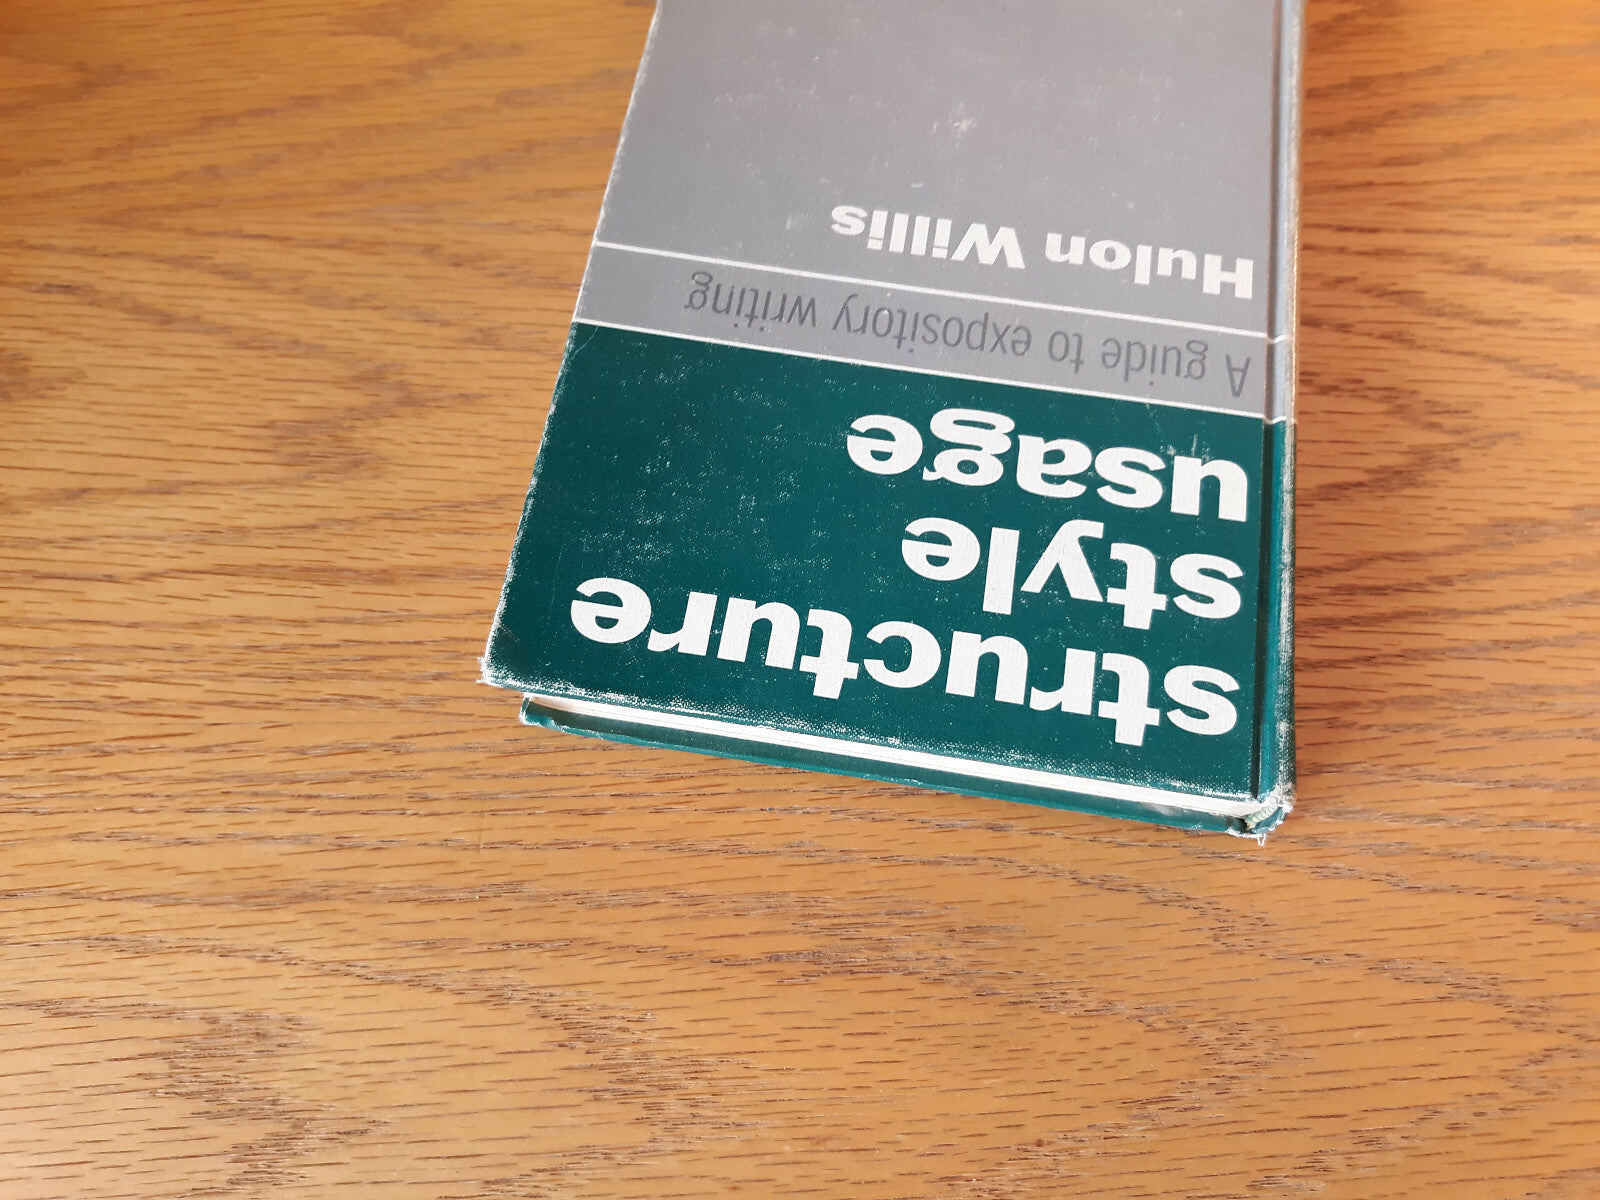 structure
style
usage
A guide to expository writing
Hulon Willis